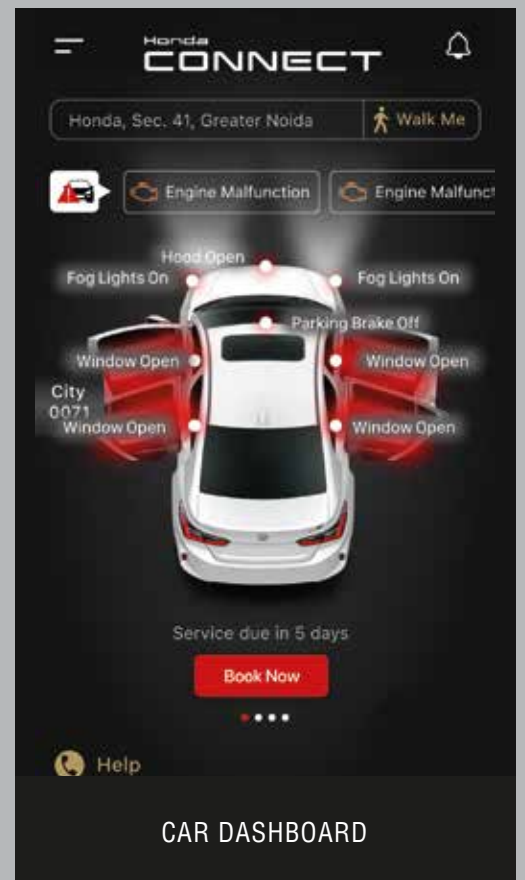 Honda
CONNECT
Honda, Sec. 41, Greater Noida
Walk Me
Engine Malfunction
Engine Malfunct
Hood Open
Fog Lights On
Fog Lights On
Parking Brake Off
Window Open
Window Open
City
0071
Window Open
Window Open
Service due in 5 days
Book Now
Help
CAR DASHBOARD